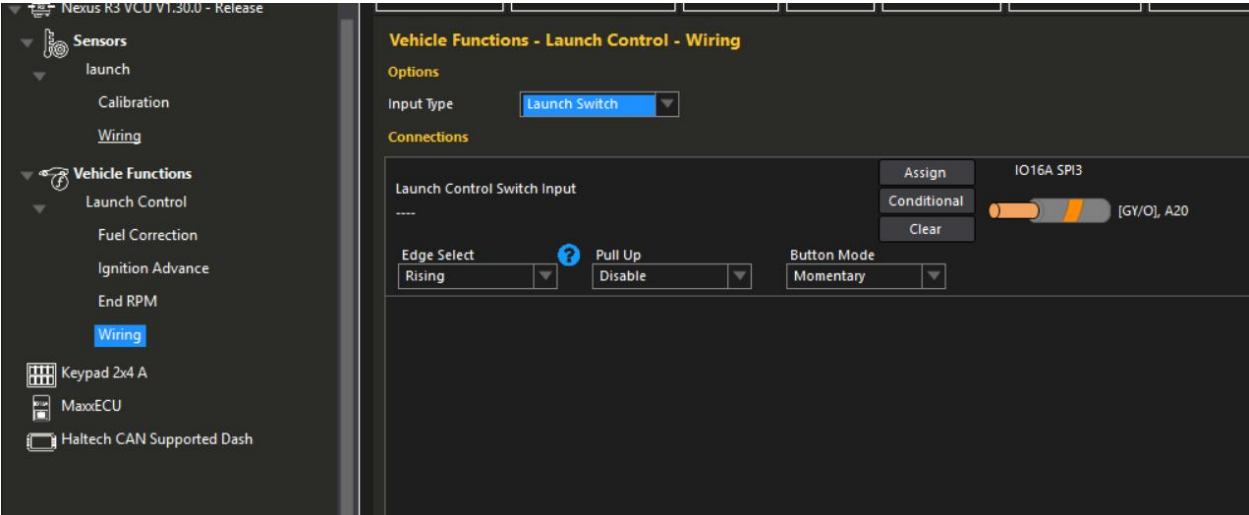 Nexus R3 VCU V1.30.0 - Release
Sensors
launch
Calibration
Wiring
Vehicle Functions
Launch Control
Fuel Correction
Ignition Advance
End RPM
Wiring
Keypad 2x4 A
MaxxECU
Haltech CAN Supported Dash
Vehicle Functions - Launch Control - Wiring
Options
Input Type Launch Switch
Connections
Launch Control Switch Input
----
Assign
Conditional
Clear
IO16A SPI3
[GY/O], A20
Edge Select ? Pull Up Button Mode
Rising Disable Momentary